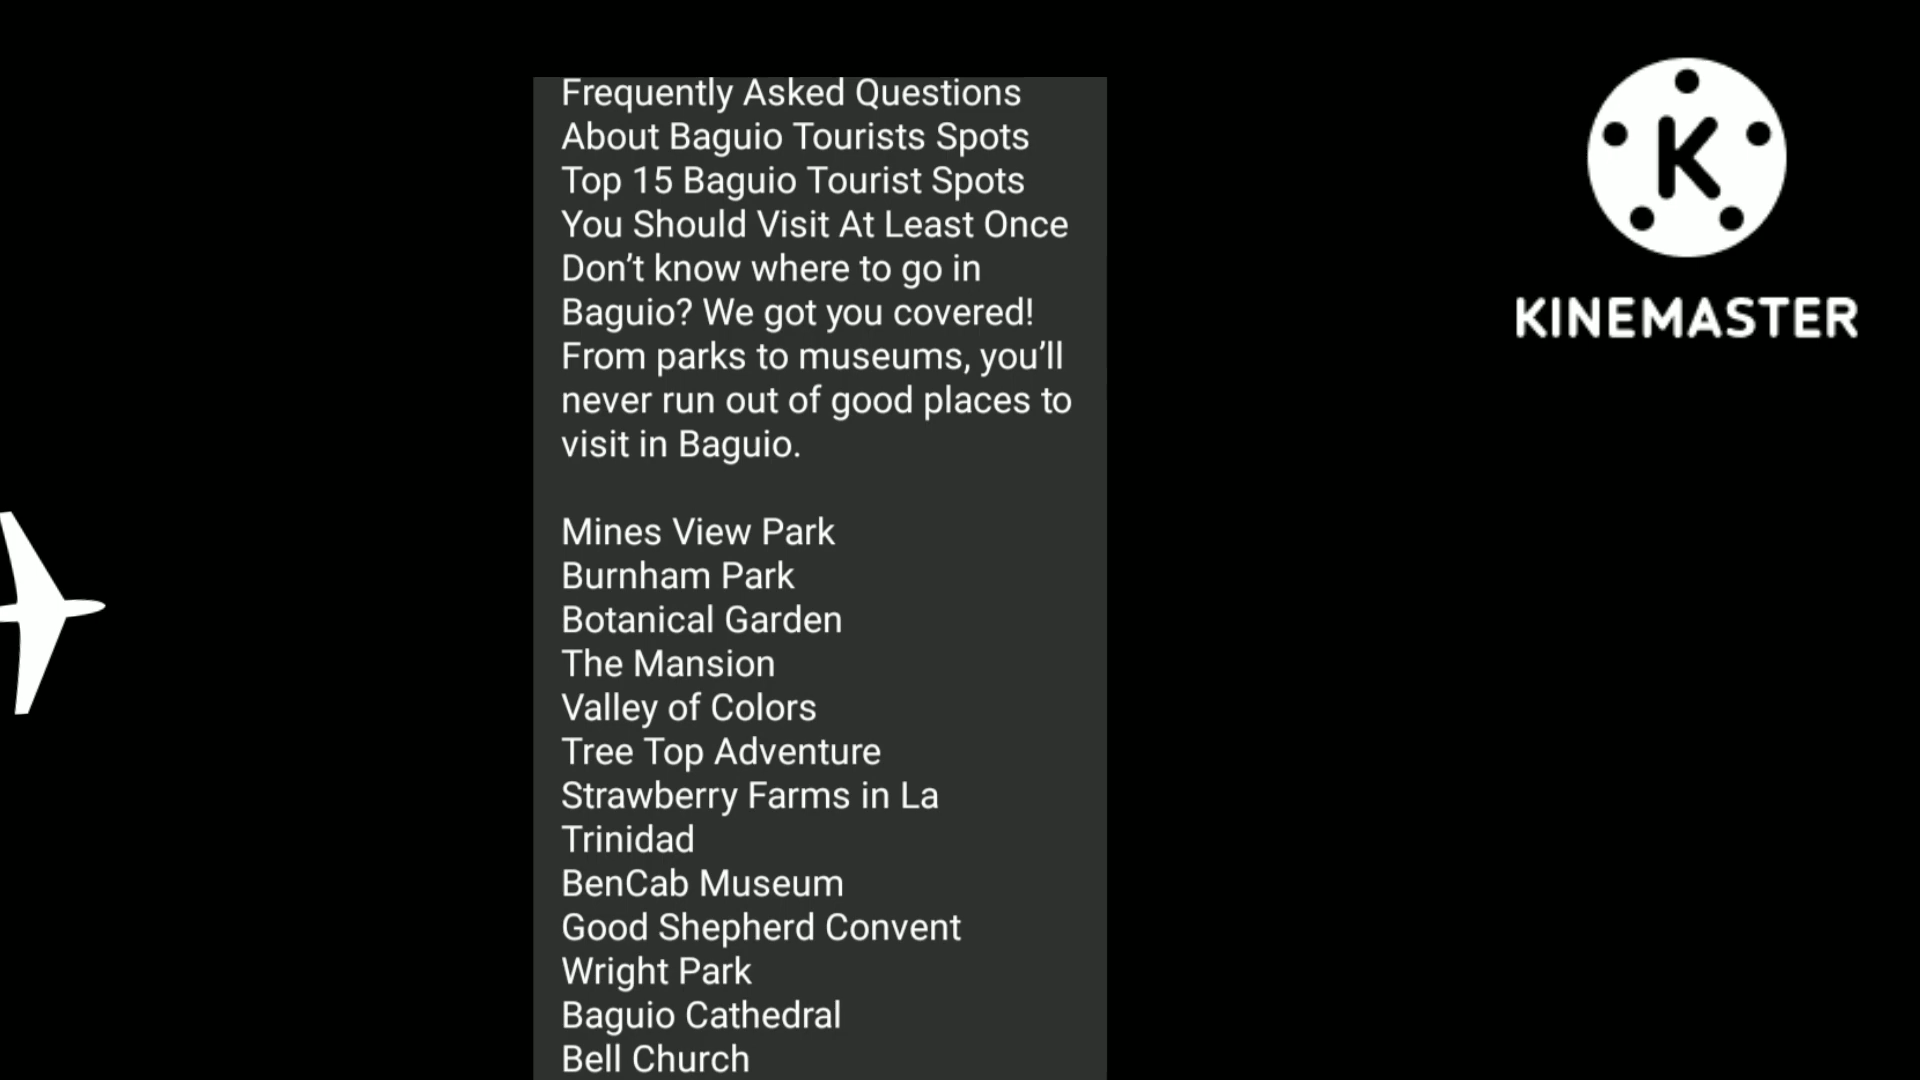 Frequently Asked Questions
About Baguio Tourists Spots
Top 15 Baguio Tourist Spots
You Should Visit At Least Once
Don’t know where to go in
Baguio? We got you covered!
From parks to museums, you’ll
never run out of good places to
visit in Baguio.
Mines View Park
Burnham Park
Botanical Garden
The Mansion
Valley of Colors
Tree Top Adventure
Strawberry Farms in La
Trinidad
BenCab Museum
Good Shepherd Convent
Wright Park
Baguio Cathedral
Bell Church
K
KINEMASTER